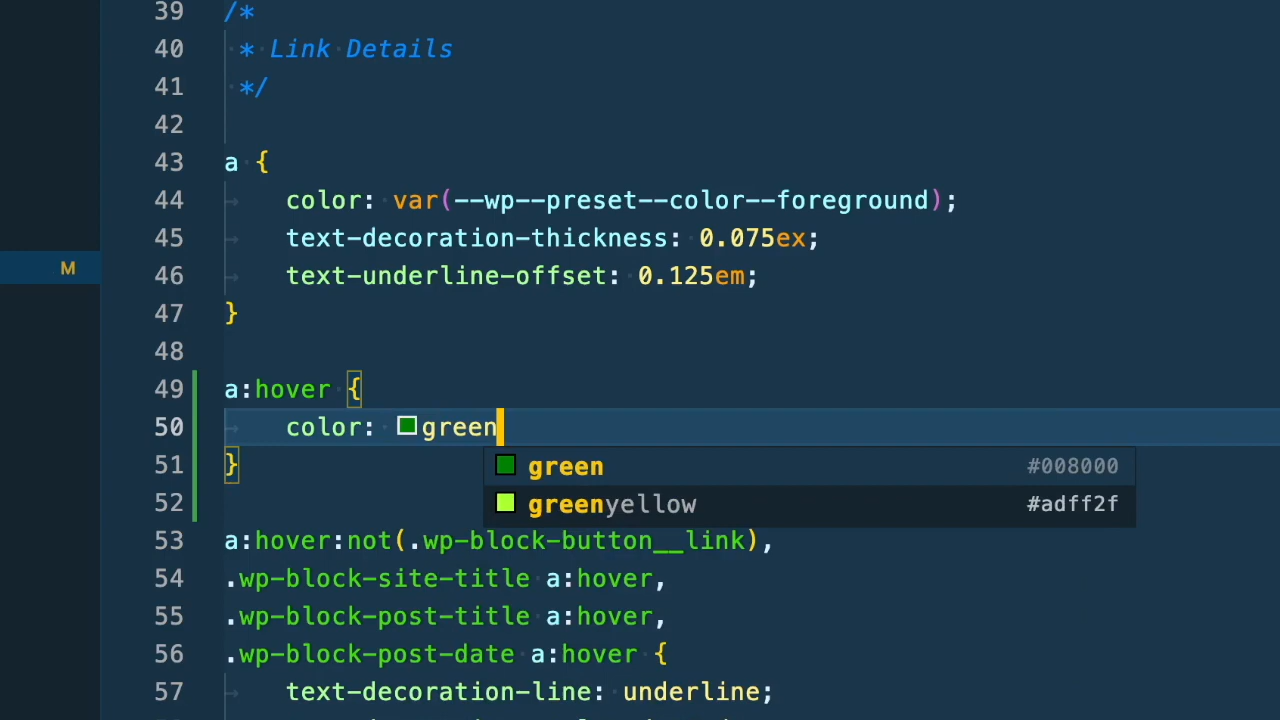 39 /*
40 * Link Details
41 */
42
43 a {
44 color: var(--wp--preset--color--foreground);
M
45 text-decoration-thickness: 0.075ex;
46 text-underline-offset: 0.125em;
47 }
48
49 a:hover {
50 color: green
51 }
green #008000
52
greenyellow #adff2f
53 a:hover:not(.wp-block-button__link),
54 .wp-block-site-title a:hover,
55 .wp-block-post-title a:hover,
56 .wp-block-post-date a:hover {
57 text-decoration-line: underline;